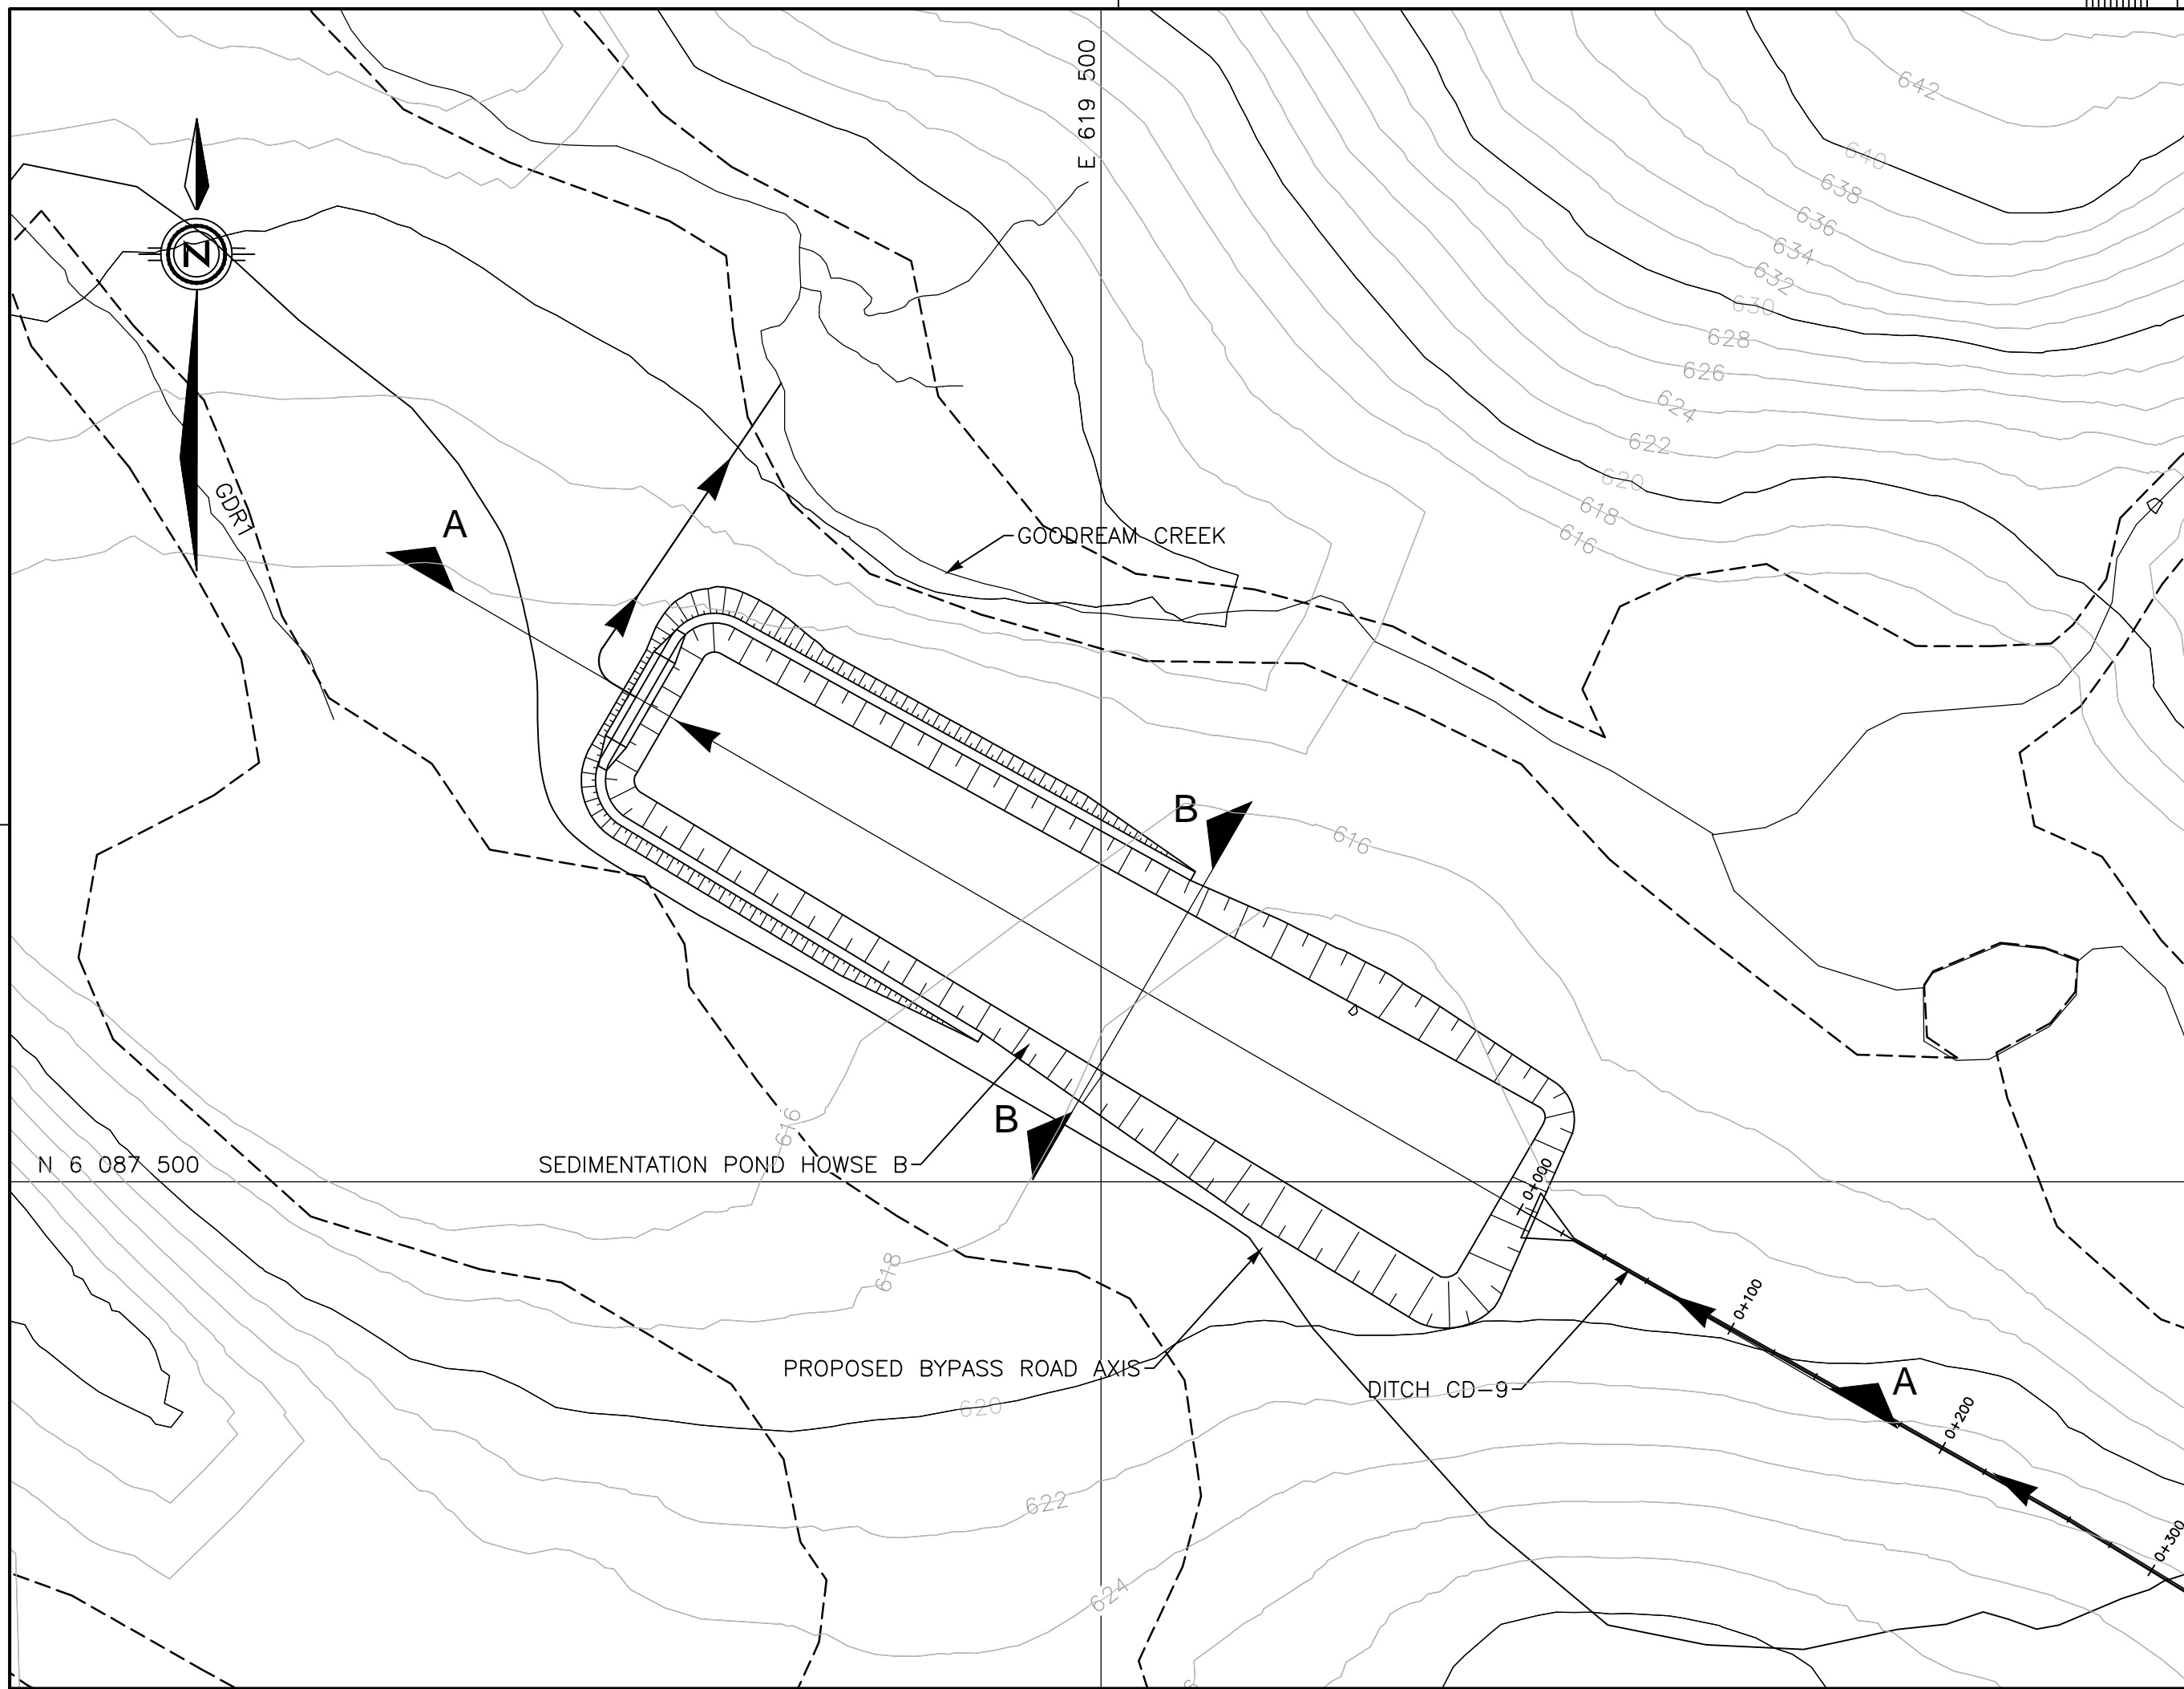 E 619 500
642
640
638
N
636
634
632
630
628
626
624
622
620
618
616
GDR1
A
GOODREAM CREEK
B
616
B
616
N 6 087 500
SEDIMENTATION POND HOWSE B
0+000
618
0+100
PROPOSED BYPASS ROAD AXIS
DITCH CD-9
A
620
0+200
622
0+300
624